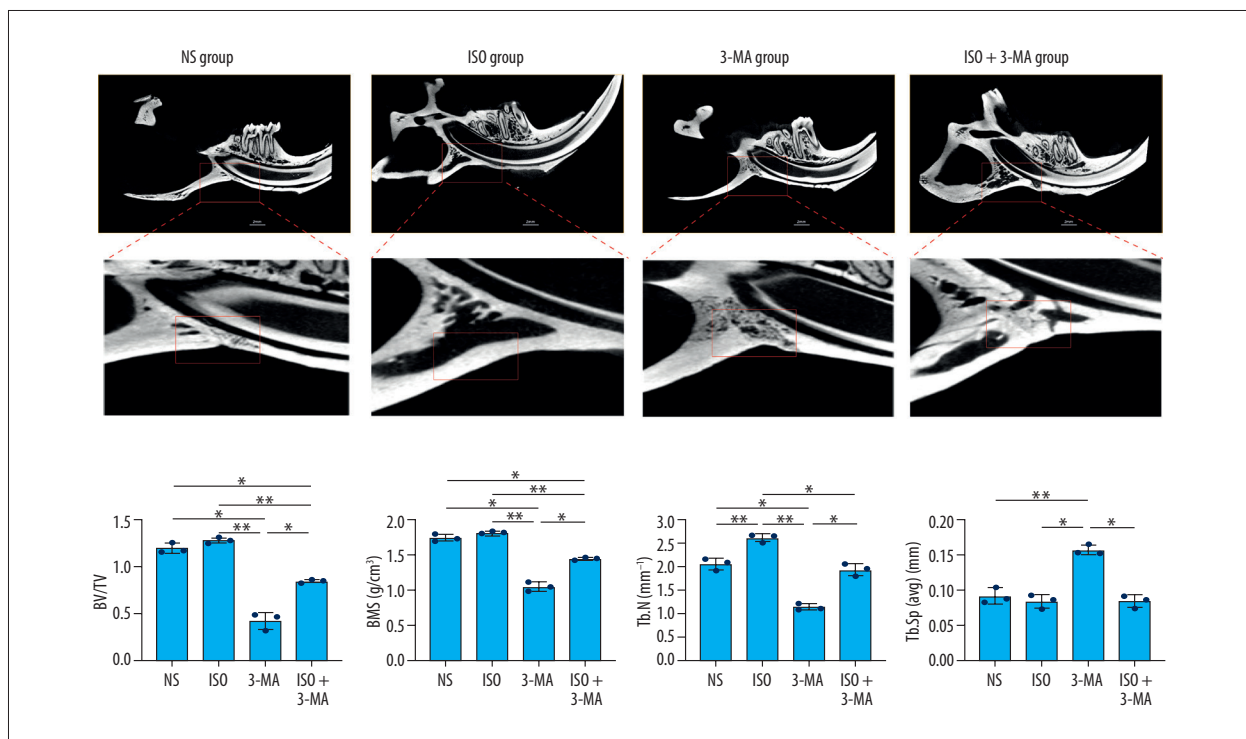 NS group
ISO group
3-MA group
ISO + 3-MA group
2mm
2mm
2mm
2mm
*
**
*
** *
BV/TV
1.5
1.0
0.5
0.0
NS ISO 3-MA ISO +
3-MA
*
**
*
** *
BMS (g/cm³)
2.0
1.5
1.0
0.5
0.0
NS ISO 3-MA ISO +
3-MA
*
*
** ** *
Tb.N (mm⁻¹)
3.0
2.5
2.0
1.5
1.0
0.5
0.0
NS ISO 3-MA ISO +
3-MA
**
* *
Tb.Sp (avg) (mm)
0.20
0.15
0.10
0.05
0.00
NS ISO 3-MA ISO +
3-MA